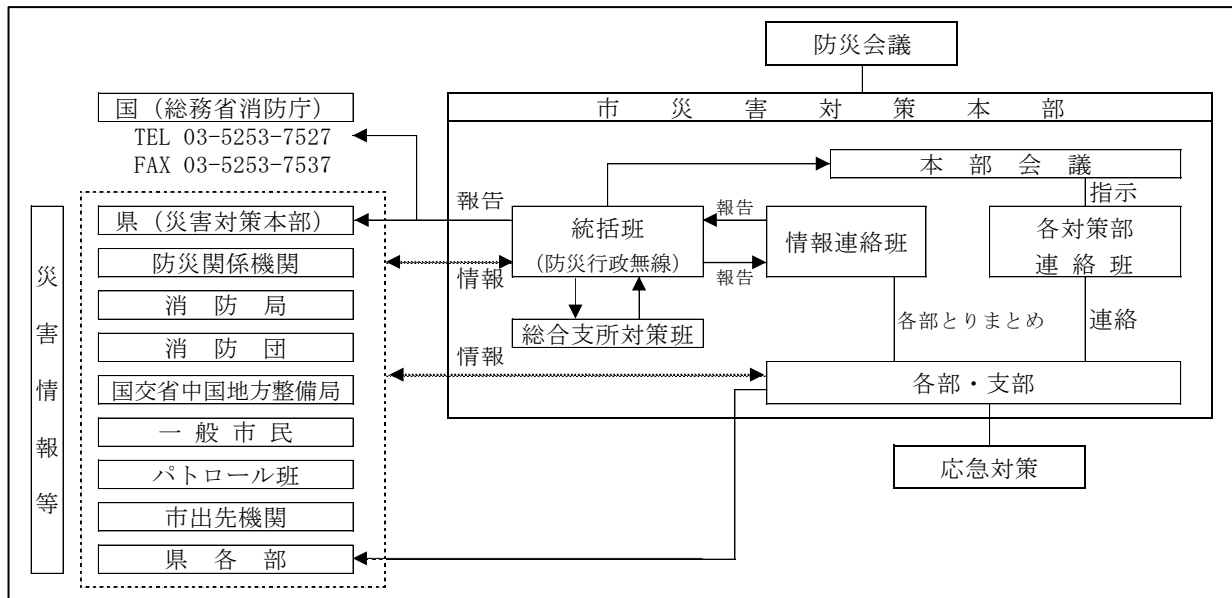 防災会議
国（総務省消防庁）
TEL 03-5253-7527
FAX 03-5253-7537
市災害対策本部
本部会議
指示
報告
県（災害対策本部）
統括班
（防災行政無線）
報告
報告
情報連絡班
各対策部
連絡班
防災関係機関
情報
消防局
総合支所対策班
各部とりまとめ
連絡
消防団
情報
国交省中国地方整備局
各部・支部
一般市民
パトロール班
応急対策
市出先機関
県各部
災害情報等